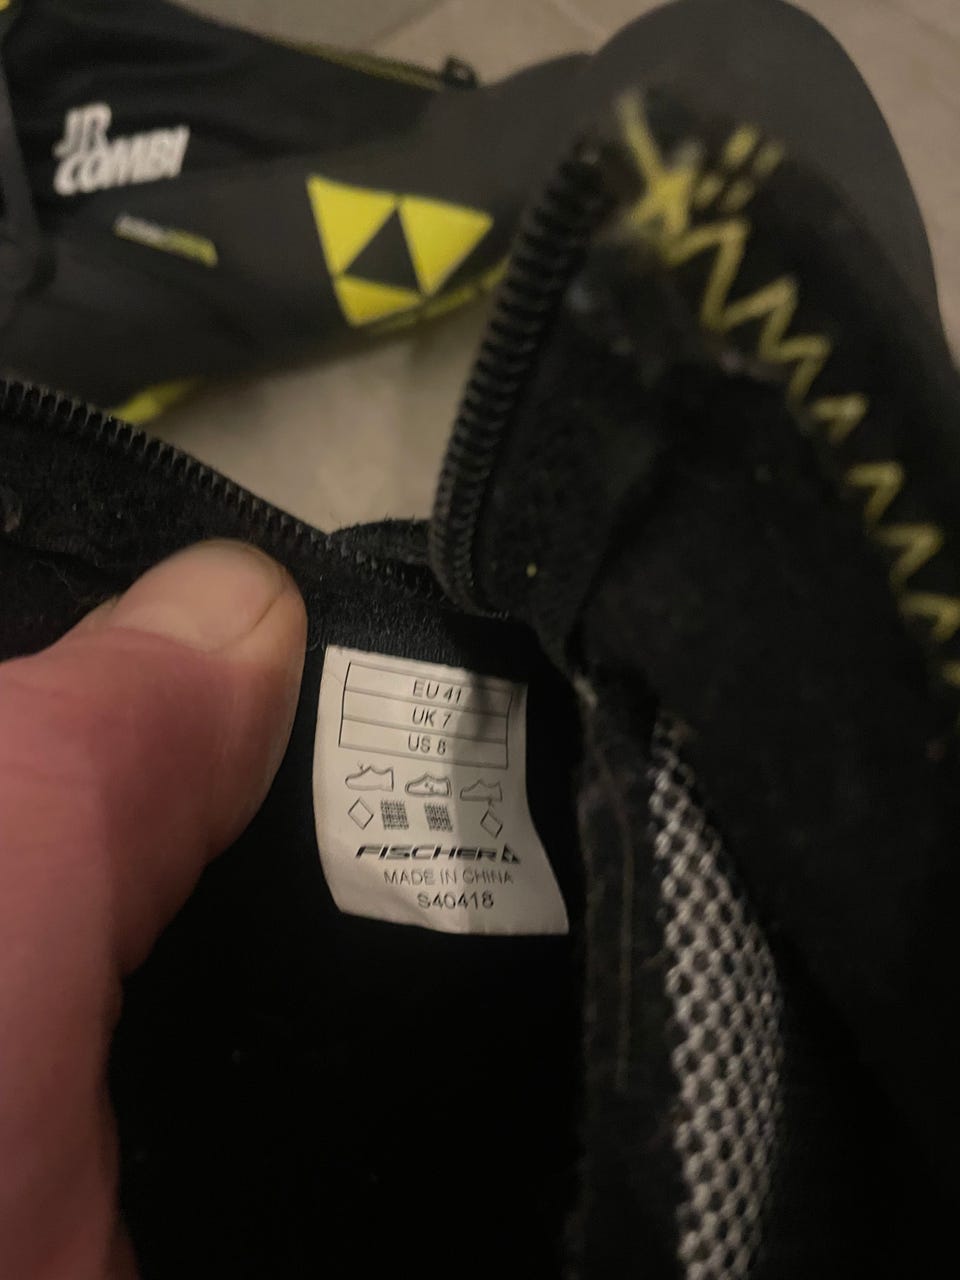 JR
COMBI
EU 41
UK 7
US 8
FISCHER
MADE IN CHINA
S40418